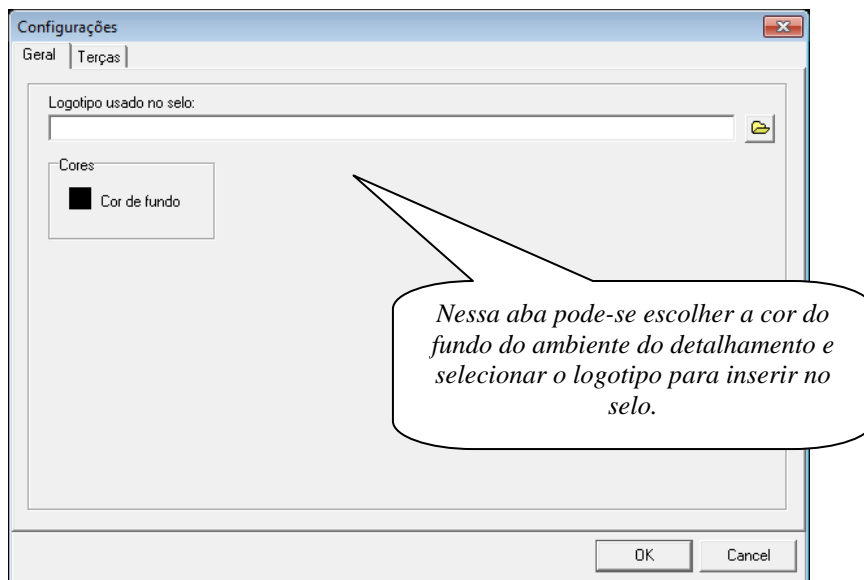 Configurações
Geral Terças
Logotipo usado no selo:
Cores
Cor de fundo
Nessa aba pode-se escolher a cor do
fundo do ambiente do detalhamento e
selecionar o logotipo para inserir no
selo.
OK Cancel